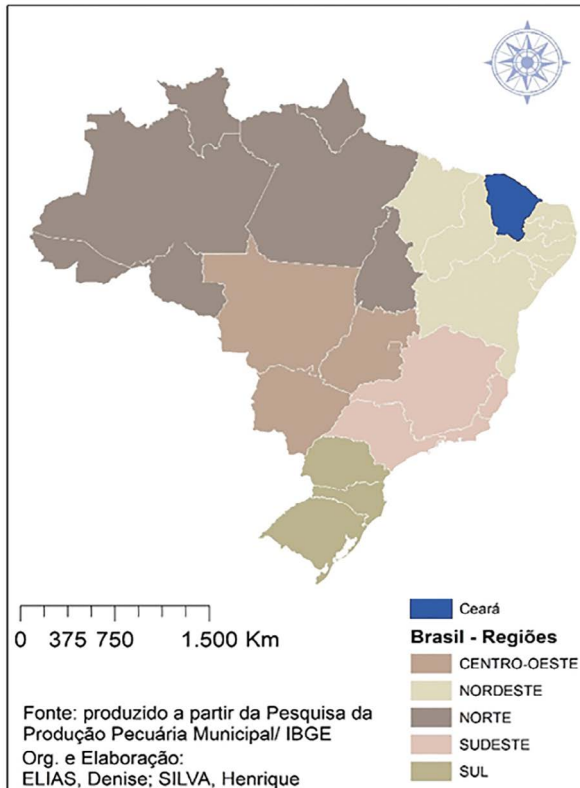 0 375 750 1.500 Km
Ceará
Brasil - Regiões
CENTRO-OESTE
NORDESTE
NORTE
SUDESTE
SUL
Fonte: produzido a partir da Pesquisa da
Produção Pecuária Municipal/ IBGE
Org. e Elaboração:
ELIAS, Denise; SILVA, Henrique